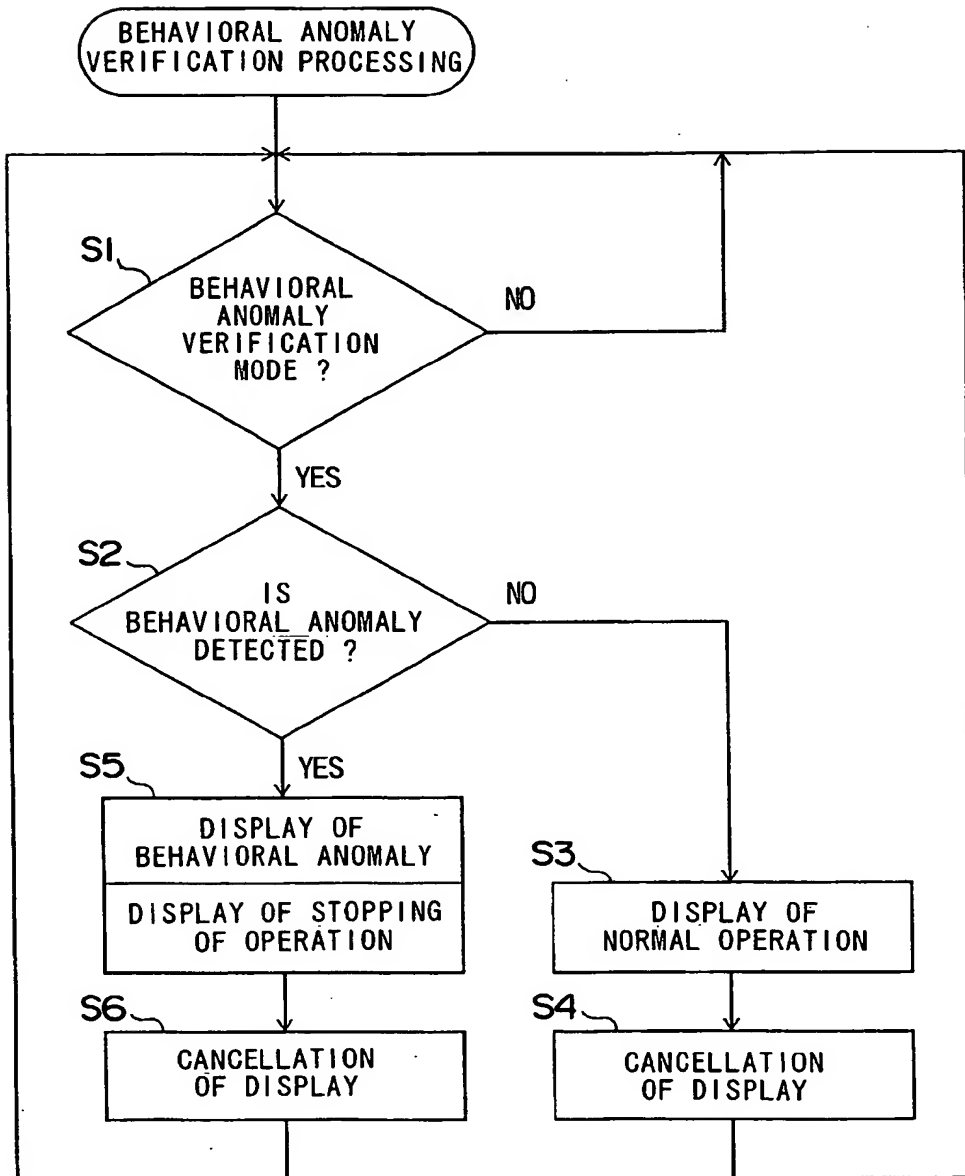 BEHAVIORAL ANOMALY
VERIFICATION PROCESSING
S1
BEHAVIORAL
ANOMALY
VERIFICATION
MODE ?
NO
YES
S2
IS
BEHAVIORAL ANOMALY
DETECTED ?
NO
YES
S5
DISPLAY OF
BEHAVIORAL ANOMALY
DISPLAY OF STOPPING
OF OPERATION
S3
DISPLAY OF
NORMAL OPERATION
S6
CANCELLATION
OF DISPLAY
S4
CANCELLATION
OF DISPLAY